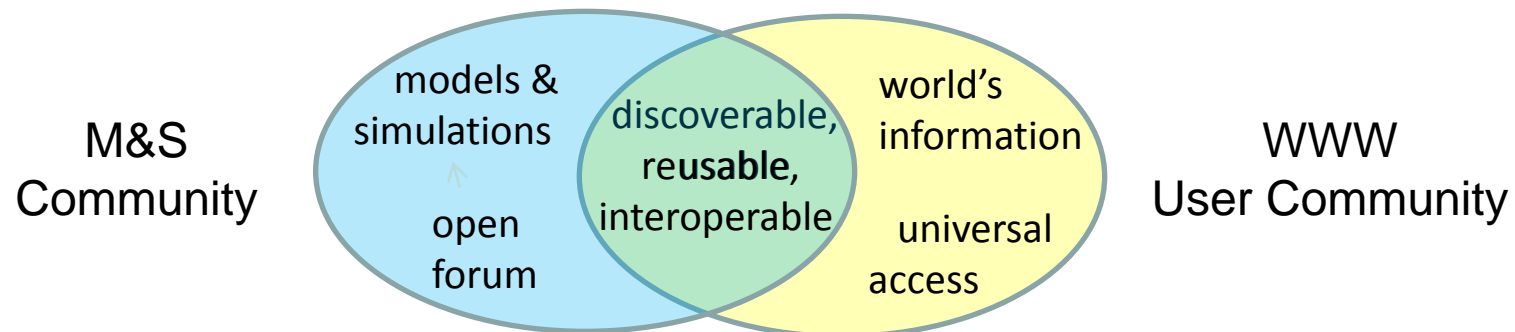 M&S
Community
models &
simulations
open
forum
discoverable,
reusable,
interoperable
world's
information
universal
access
WWW
User Community